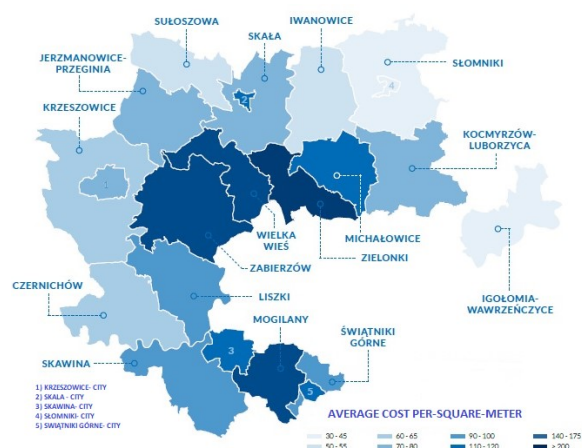 SUŁOSZOWA
IWANOWICE
SKAŁA
SŁOMNIKI
JERZMANOWICE-
PRZEGINIA
KRZESZOWICE
2
4
KOCMYRZÓW-
LUBORZYCA
1
WIELKA
WIEŚ
MICHAŁOWICE
ZIELONKI
ZABIERZÓW
CZERNICHÓW
LISZKI
IGOŁOMIA-
WAWRZEŃCZYCE
MOGILANY
ŚWIĄTNIKI
GÓRNE
SKAWINA
3
5
1) KRZESZOWICE- CITY
2) SKALA - CITY
3) SKAWINA- CITY
4) SŁOMNIKI- CITY
5) SWIĄTNIKI GÓRNE- CITY
AVERAGE COST PER-SQUARE-METER
30 - 45 60 - 65 90 - 100 140 - 175
50 - 55 70 - 80 110 - 120 ≥ 200